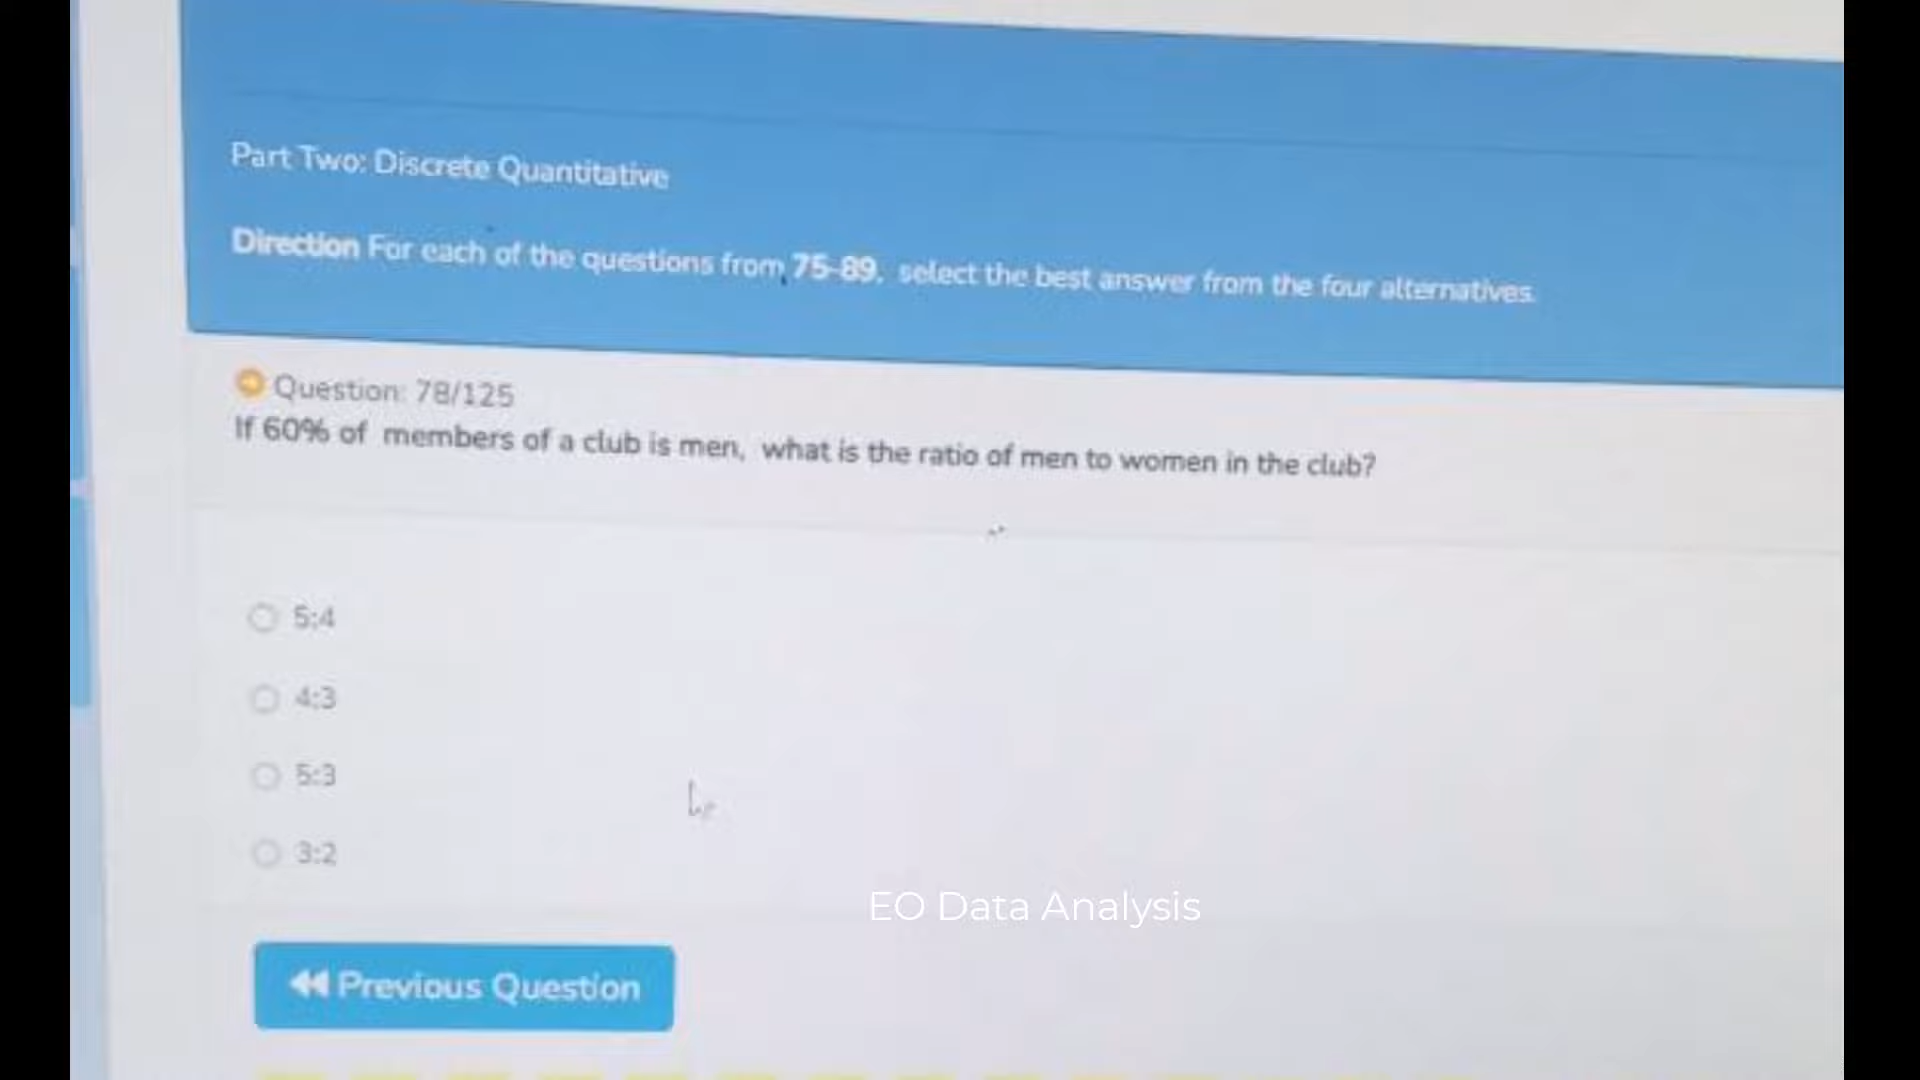 Part Two: Discrete Quantitative
Direction For each of the questions from 75-89, select the best answer from the four alternatives.
Question: 78/125
If 60% of members of a club is men, what is the ratio of men to women in the club?
5:4
4:3
5:3
3:2
EO Data Analysis
Previous Question